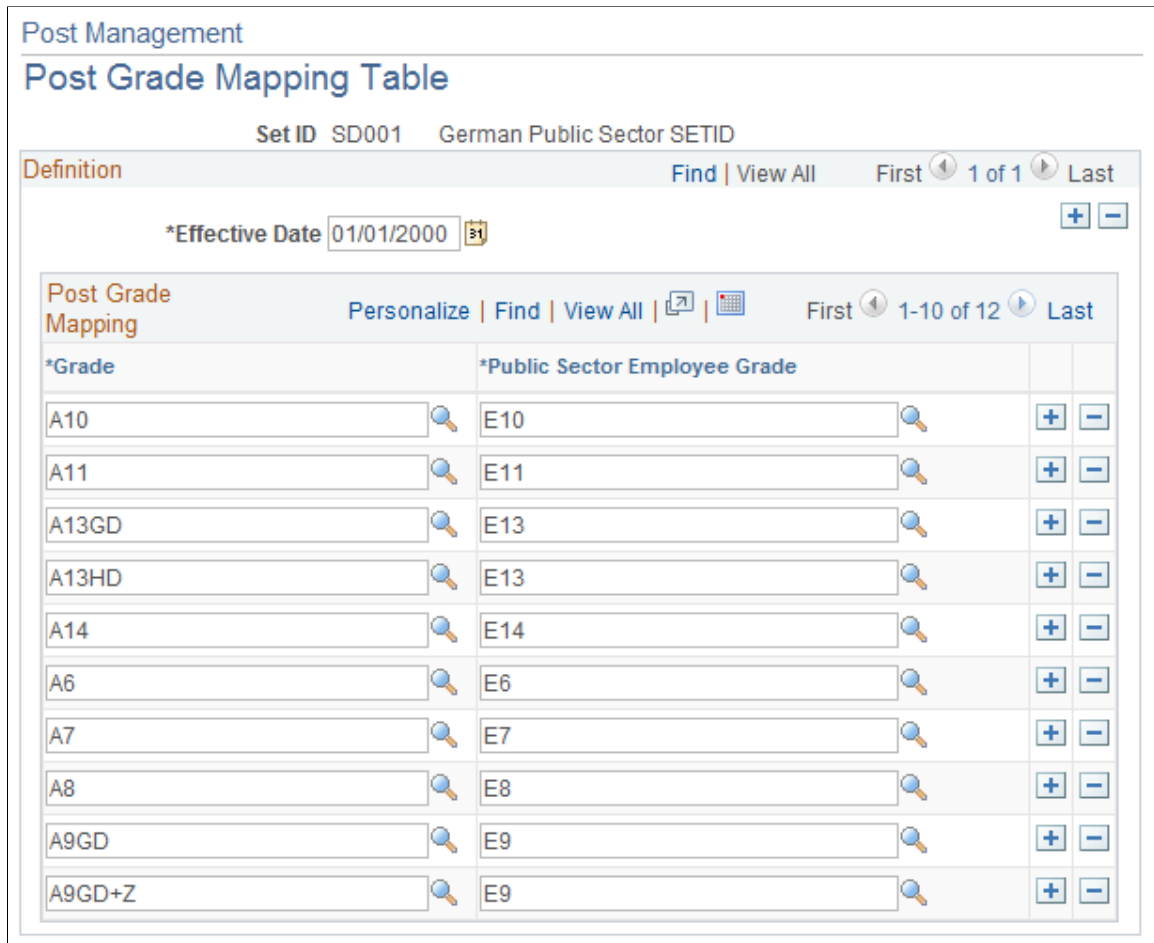 Post Management
Post Grade Mapping Table
Set ID SD001 German Public Sector SETID
Definition Find | View All First 1 of 1 Last
*Effective Date 01/01/2000 31
Post Grade Mapping Personalize | Find | View All | | First 1-10 of 12 Last
*Grade *Public Sector Employee Grade
A10 E10
A11 E11
A13GD E13
A13HD E13
A14 E14
A6 E6
A7 E7
A8 E8
A9GD E9
A9GD+Z E9